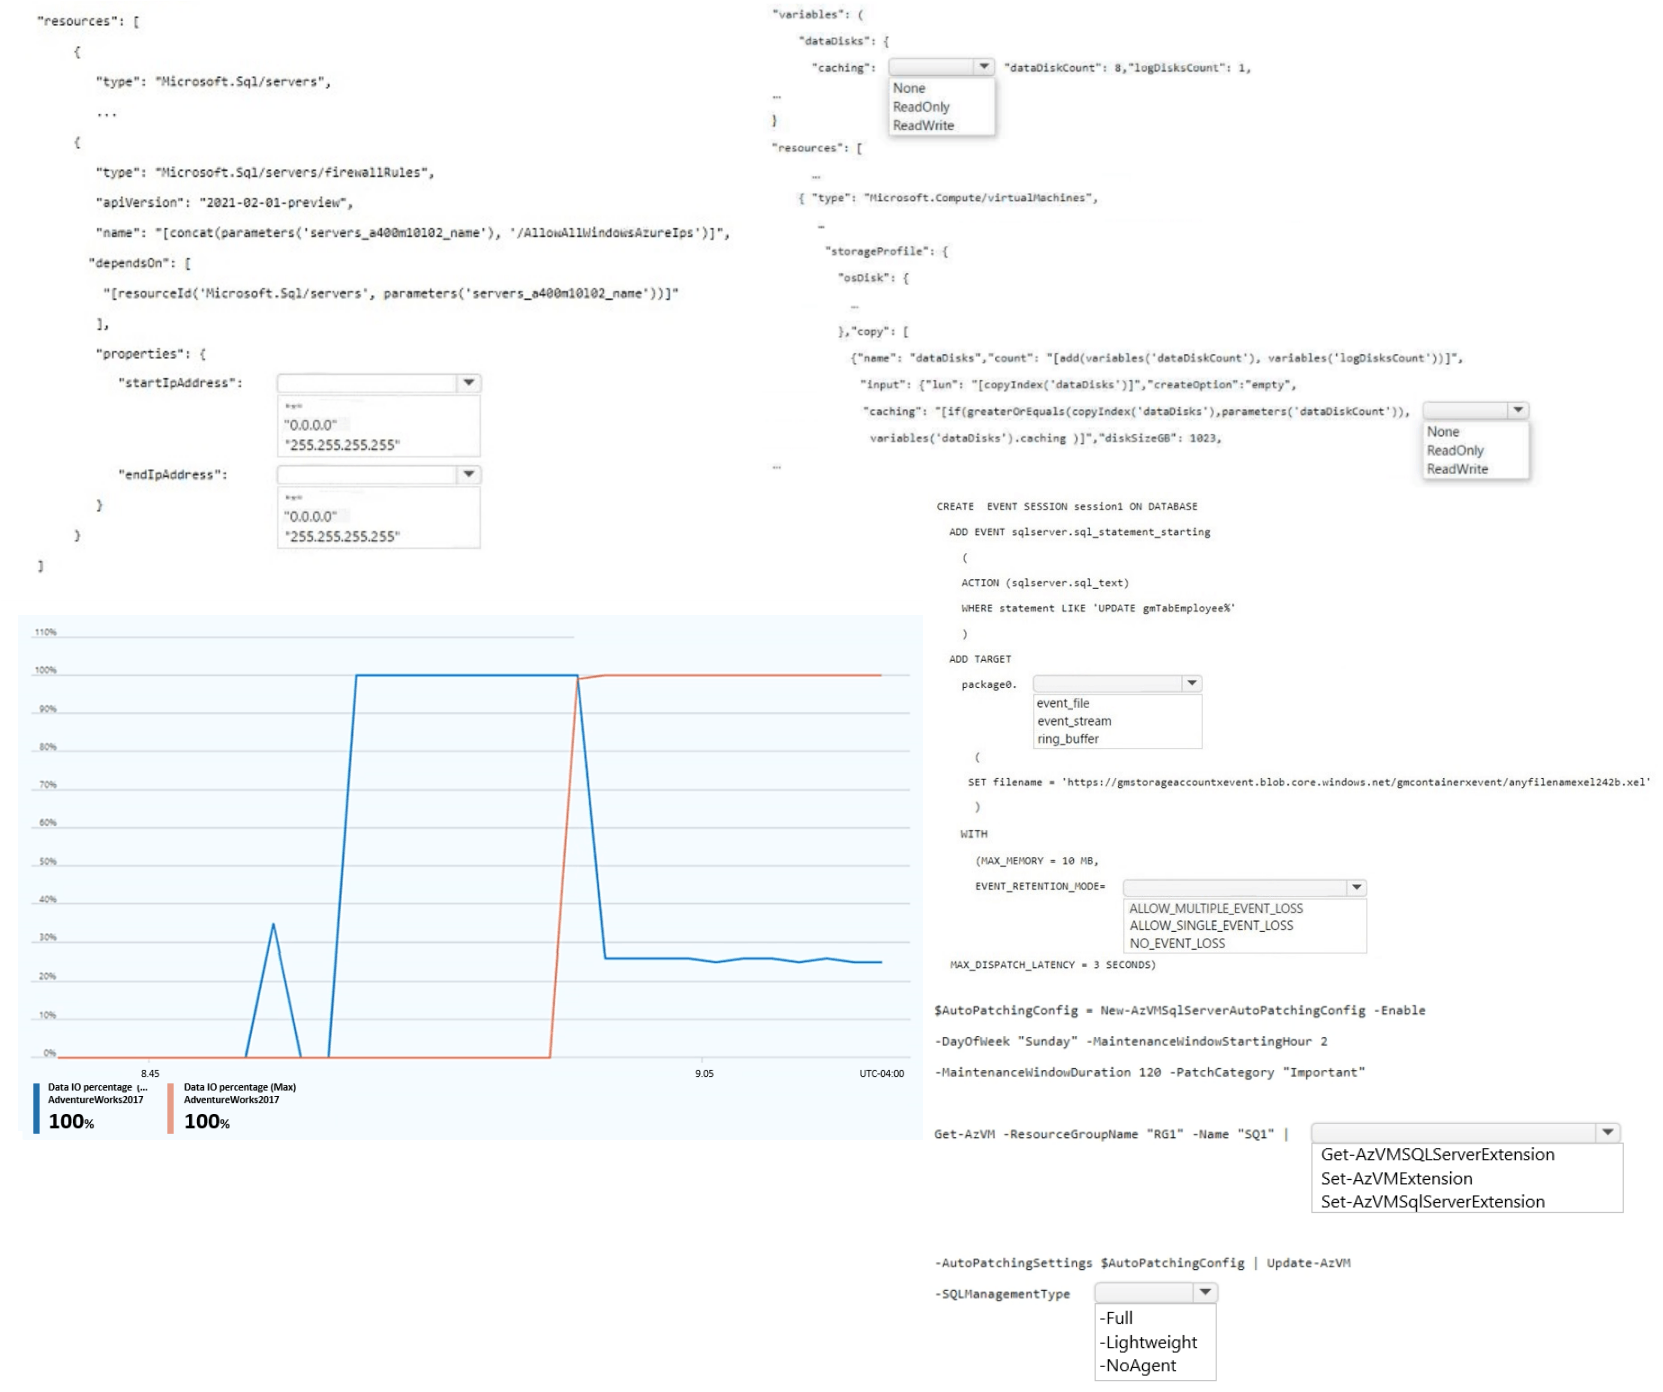 "resources": [
{
"type": "Microsoft.Sql/servers",
...
{
"type": "Microsoft.Sql/servers/firewallRules",
"apiVersion": "2021-02-01-preview",
"name": "[concat(parameters('servers_a400m10l02_name'), '/AllowAllWindowsAzureIps')]",
"dependsOn": [
"[resourceId('Microsoft.Sql/servers', parameters('servers_a400m10l02_name'))]"
],
"properties": {
"startIpAddress":
"0.0.0.0"
"255.255.255.255"
"endIpAddress":
"0.0.0.0"
"255.255.255.255"
}
}
]
"variables": (
"dataDisks": {
"caching": "dataDiskCount": 8,"logDisksCount": 1,
None
ReadOnly
ReadWrite
…
}
"resources": [
…
{ "type": "Microsoft.Compute/virtualMachines",
…
"storageProfile": {
"osDisk": {
…
},"copy": [
{"name": "dataDisks","count": "[add(variables('dataDiskCount'), variables('logDisksCount'))]",
"input": {"lun": "[copyIndex('dataDisks')]","createOption":"empty",
"caching": "[if(greaterOrEquals(copyIndex('dataDisks'),parameters('dataDiskCount')),
None
ReadOnly
ReadWrite
variables('dataDisks').caching )]","diskSizeGB": 1023,
…
CREATE EVENT SESSION session1 ON DATABASE
ADD EVENT sqlserver.sql_statement_starting
(
ACTION (sqlserver.sql_text)
WHERE statement LIKE 'UPDATE gmTabEmployee%'
)
ADD TARGET
package0.
event_file
event_stream
ring_buffer
(
SET filename = 'https://gmstorageaccountxevent.blob.core.windows.net/gmcontainerxevent/anyfilenamexel242b.xel'
)
WITH
(MAX_MEMORY = 10 MB,
EVENT_RETENTION_MODE=
ALLOW_MULTIPLE_EVENT_LOSS
ALLOW_SINGLE_EVENT_LOSS
NO_EVENT_LOSS
MAX_DISPATCH_LATENCY = 3 SECONDS)
110%
100%
90%
80%
70%
60%
50%
40%
30%
20%
10%
0%
8.45 9.05 UTC-04:00
Data IO percentage (...
AdventureWorks2017
100%
Data IO percentage (Max)
AdventureWorks2017
100%
$AutoPatchingConfig = New-AzVMSqlServerAutoPatchingConfig -Enable
-DayOfWeek "Sunday" -MaintenanceWindowStartingHour 2
-MaintenanceWindowDuration 120 -PatchCategory "Important"
Get-AzVM -ResourceGroupName "RG1" -Name "SQ1" |
Get-AzVMSQLServerExtension
Set-AzVMExtension
Set-AzVMSqlServerExtension
-AutoPatchingSettings $AutoPatchingConfig | Update-AzVM
-SQLManagementType
-Full
-Lightweight
-NoAgent